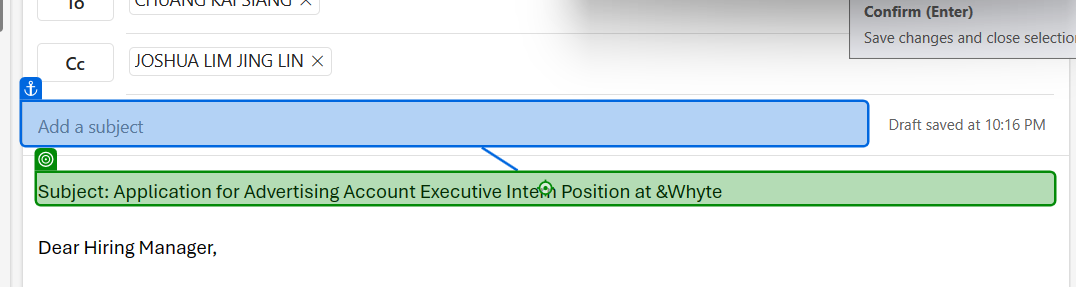 To CHUANG KAI SIANG
Confirm (Enter)
Save changes and close selection
Cc JOSHUA LIM JING LIN
Add a subject
Draft saved at 10:16 PM
Subject: Application for Advertising Account Executive Intern Position at &Whyte
Dear Hiring Manager,